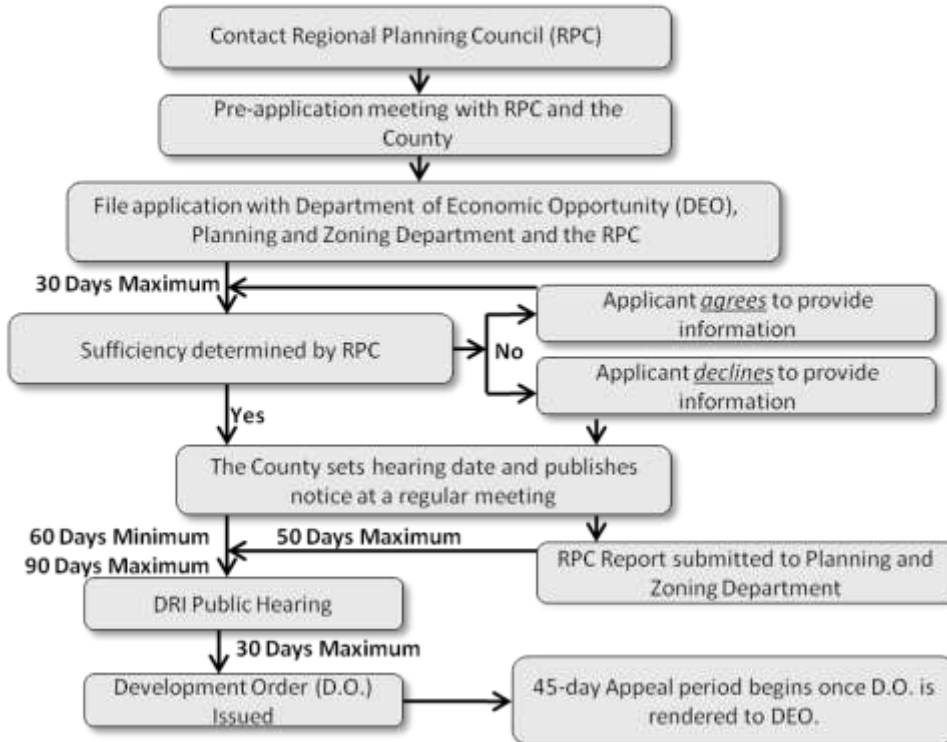 Contact Regional Planning Council (RPC)
Pre-application meeting with RPC and the
County
File application with Department of Economic Opportunity (DEO),
Planning and Zoning Department and the RPC
30 Days Maximum
Applicant agrees to provide
information
Sufficiency determined by RPC
No
Applicant declines to provide
information
Yes
The County sets hearing date and publishes
notice at a regular meeting
60 Days Minimum
50 Days Maximum
90 Days Maximum
RPC Report submitted to Planning and
Zoning Department
DRI Public Hearing
30 Days Maximum
Development Order (D.O.)
Issued
45-day Appeal period begins once D.O. is
rendered to DEO.